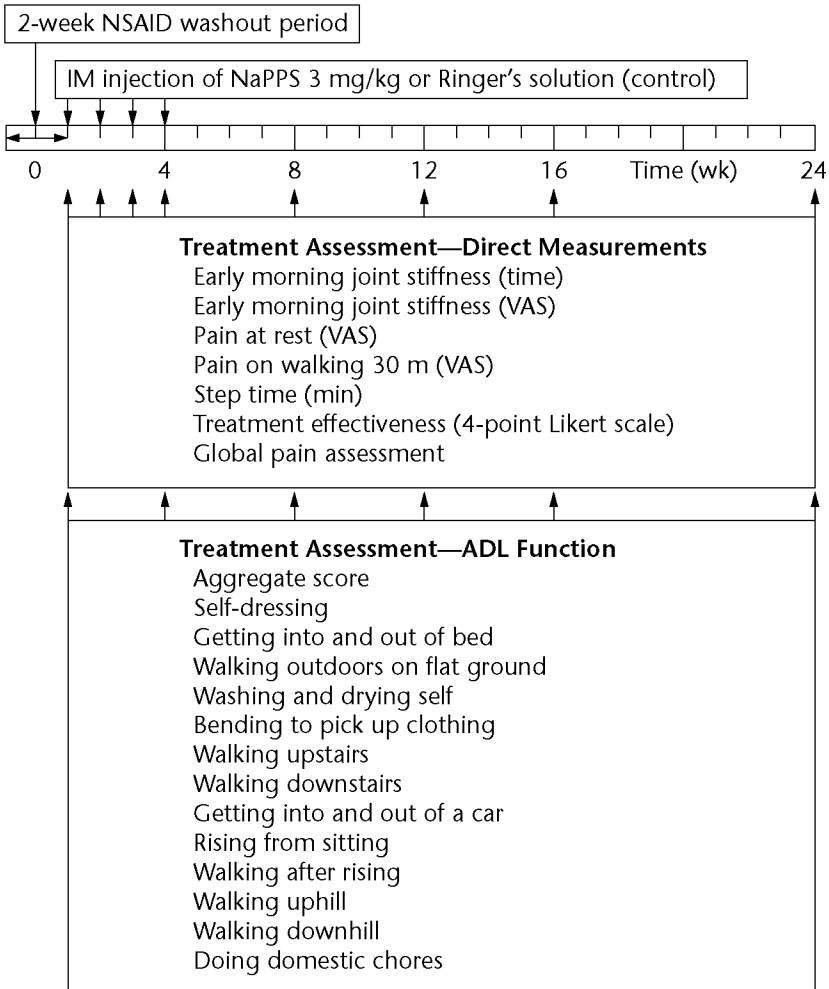 2-week NSAID washout period
IM injection of NaPPS 3 mg/kg or Ringer’s solution (control)
0 4 8 12 16 Time (wk) 24
Treatment Assessment—Direct Measurements
Early morning joint stiffness (time)
Early morning joint stiffness (VAS)
Pain at rest (VAS)
Pain on walking 30 m (VAS)
Step time (min)
Treatment effectiveness (4-point Likert scale)
Global pain assessment
Treatment Assessment—ADL Function
Aggregate score
Self-dressing
Getting into and out of bed
Walking outdoors on flat ground
Washing and drying self
Bending to pick up clothing
Walking upstairs
Walking downstairs
Getting into and out of a car
Rising from sitting
Walking after rising
Walking uphill
Walking downhill
Doing domestic chores